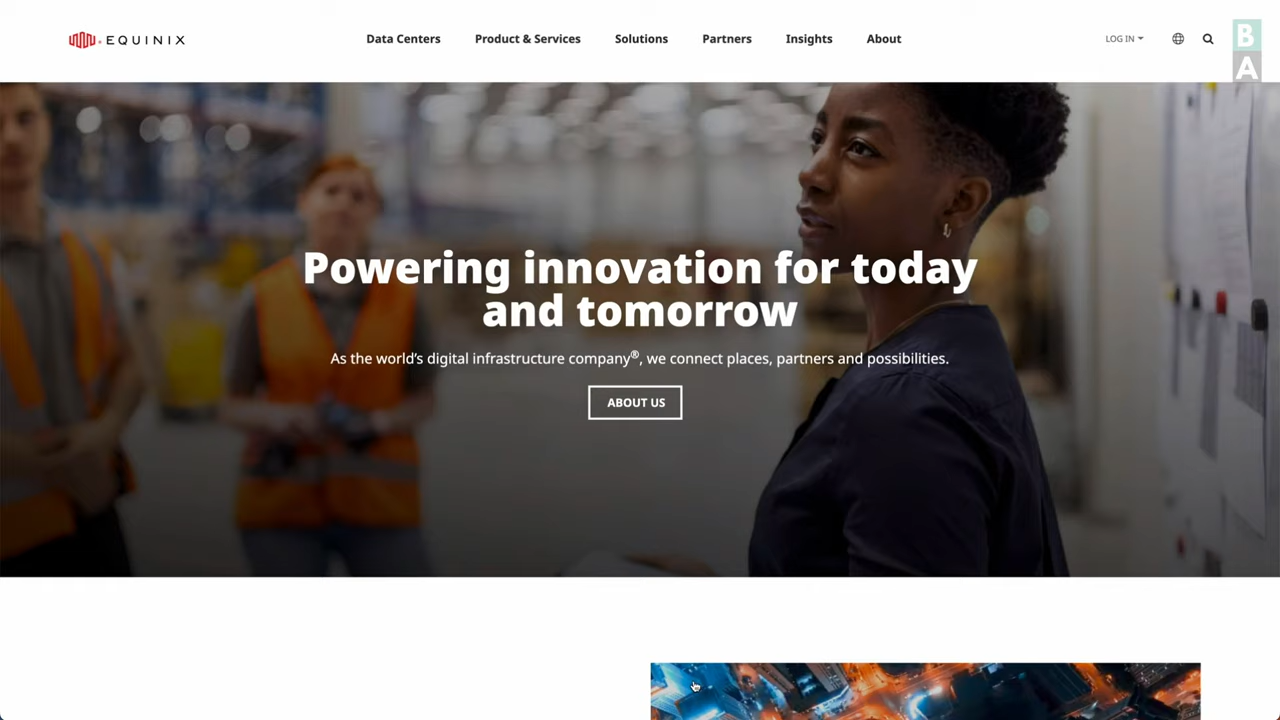 EQUINIX
Data Centers
Product & Services
Solutions
Partners
Insights
About
LOG IN
B
A
Powering innovation for today
and tomorrow
As the world's digital infrastructure company®, we connect places, partners and possibilities.
ABOUT US